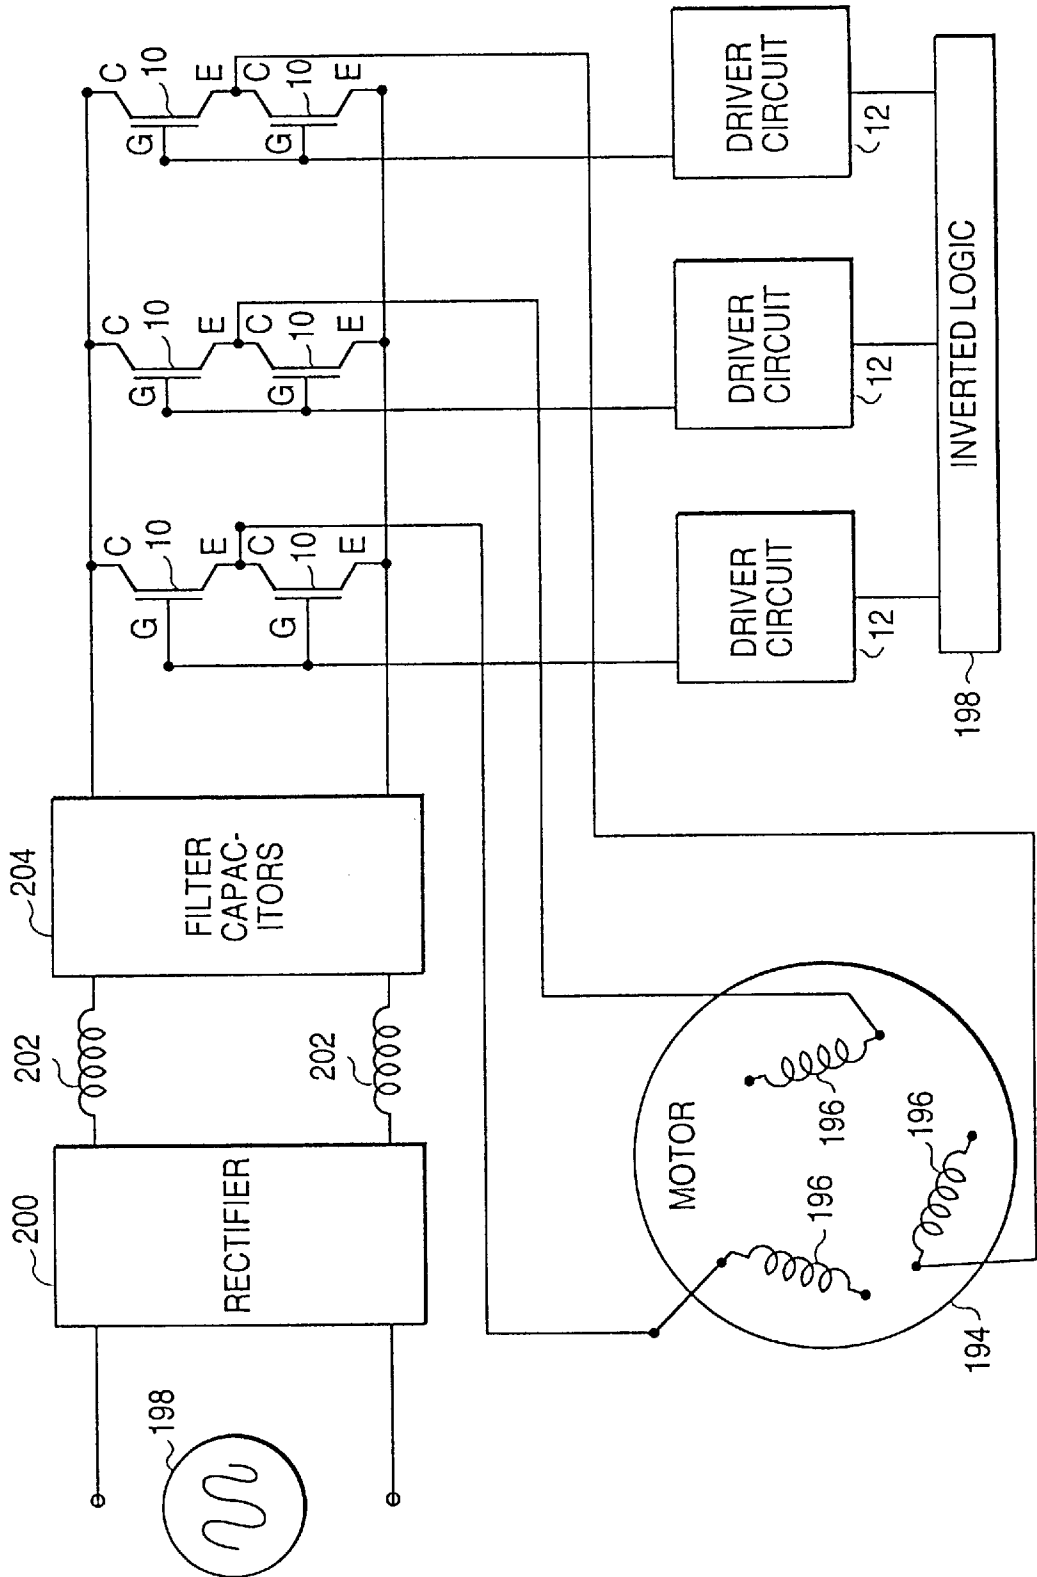 200
202
204
C
C
C
G
10
G
10
G
10
198
RECTIFIER
FILTER
CAPAC-
ITORS
E
E
E
C
C
C
202
G
10
G
10
G
10
E
E
E
MOTOR
196
196
196
194
DRIVER
CIRCUIT
DRIVER
CIRCUIT
DRIVER
CIRCUIT
12
12
12
INVERTED LOGIC
198